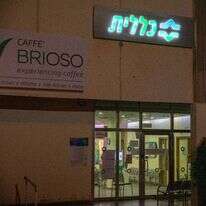 כללית
CAFFE'
BRIOSO
experiencing coffee